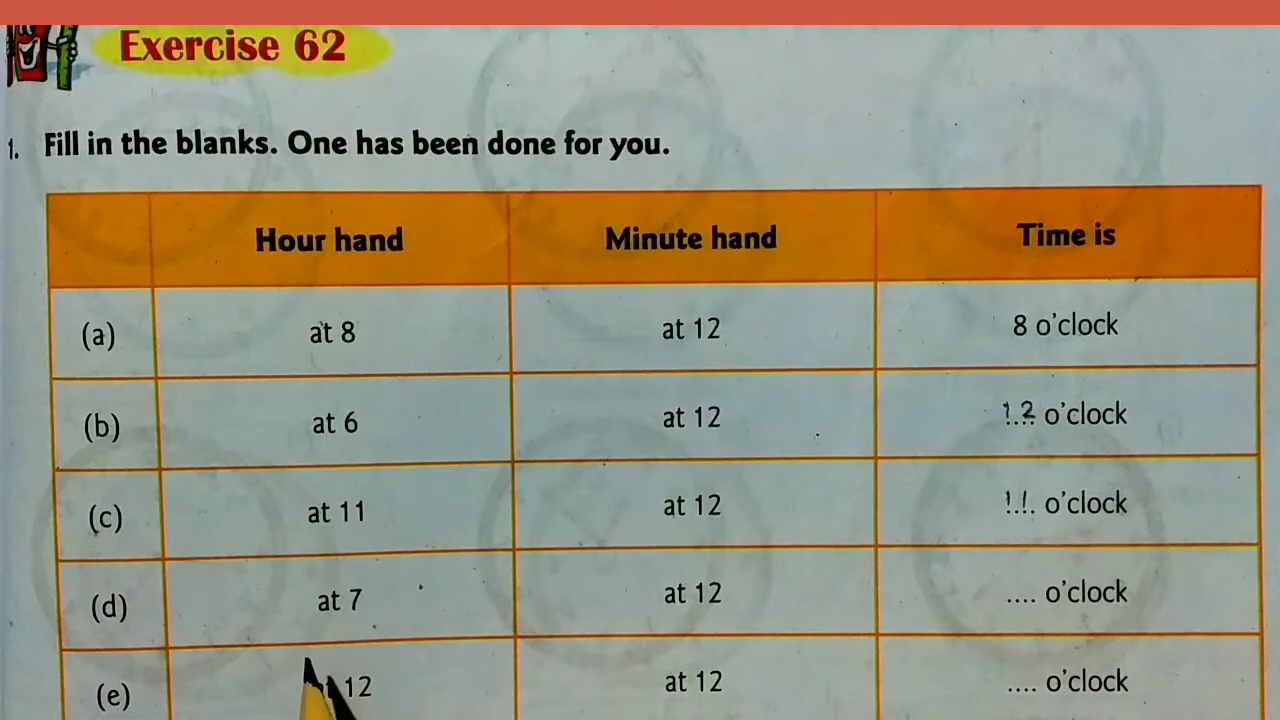 Exercise 62
1. Fill in the blanks. One has been done for you.
Hour hand Minute hand Time is
(a) at 8 at 12 8 o'clock
(b) at 6 at 12 12 o'clock
(c) at 11 at 12 11 o'clock
(d) at 7 at 12 .... o'clock
(e) 12 at 12 .... o'clock